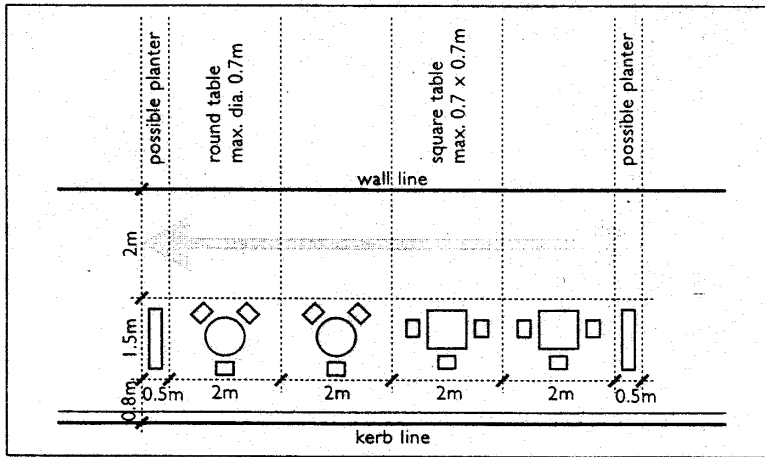 possible planter
round table
max. dia. 0.7m
square table
max. 0.7 x 0.7m
possible planter
wall line
2m
1.5m
0.8m
0.5m
2m
2m
2m
2m
0.5m
kerb line